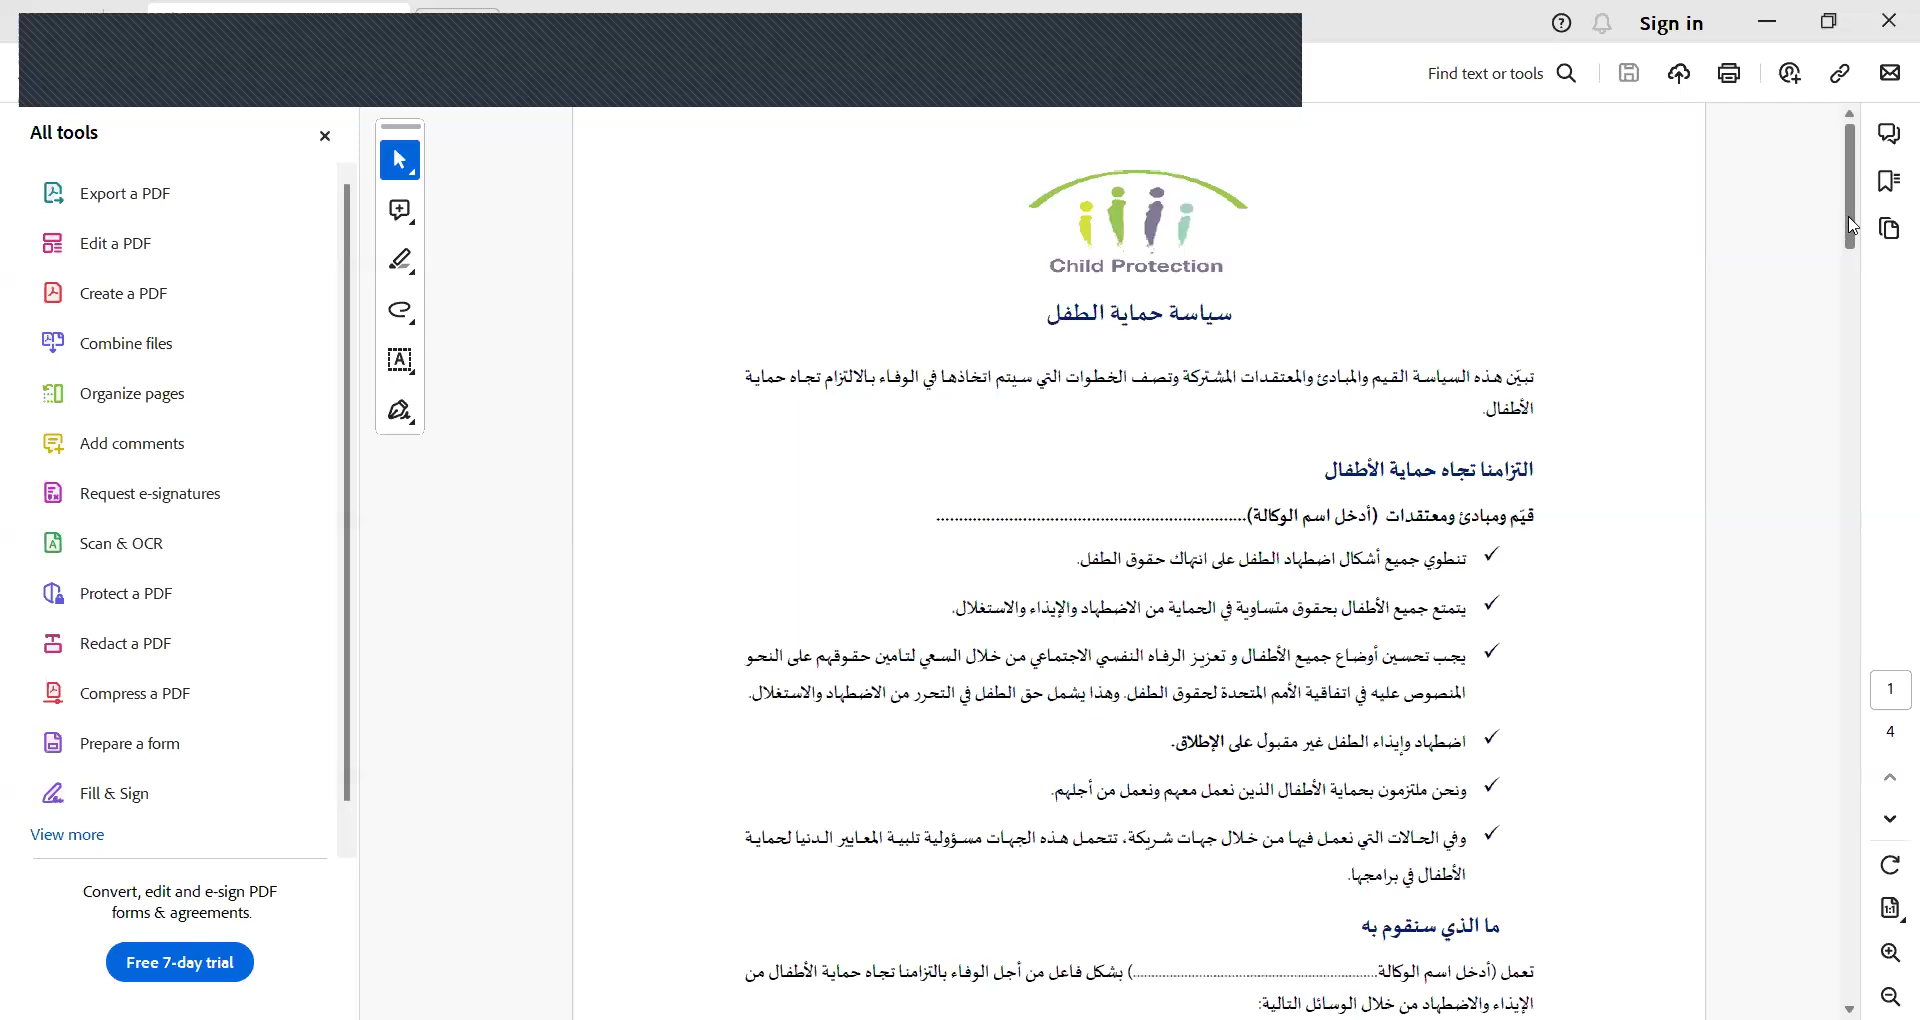 Sign in
Find text or tools
All tools
Export a PDF
Edit a PDF
Create a PDF
Combine files
Organize pages
Add comments
Request e-signatures
Scan & OCR
Protect a PDF
Redact a PDF
Compress a PDF
Prepare a form
Fill & Sign
View more
Convert, edit and e-sign PDF
forms & agreements.
Free 7-day trial
Child Protection
سياسة حماية الطفل
تبيّن هذه السياسة القيم والمبادئ والمعتقدات المشتركة وتصف الخطوات التي سيتم اتخاذها في الوفاء بالالتزام تجاه حماية
الأطفال.
التزامنا تجاه حماية الأطفال
قيّم ومبادئ ومعتقدات (أدخل اسم الوكالة)......................................................................
✓ تنطوي جميع أشكال اضطهاد الطفل على انتهاك حقوق الطفل.
✓ يتمتع جميع الأطفال بحقوق متساوية في الحماية من الاضطهاد والإيذاء والاستغلال.
✓ يجب تحسين أوضاع جميع الأطفال و تعزيز الرفاه النفسي الاجتماعي من خلال السعي لتامين حقوقهم على النحو
المنصوص عليه في اتفاقية الأمم المتحدة لحقوق الطفل. وهذا يشمل حق الطفل في التحرر من الاضطهاد والاستغلال.
✓ اضطهاد وإيذاء الطفل غير مقبول على الإطلاق.
✓ ونحن ملتزمون بحماية الأطفال الذين نعمل معهم ونعمل من أجلهم.
✓ وفي الحالات التي نعمل فيها من خلال جهات شريكة، تتحمل هذه الجهات مسؤولية تلبية المعايير الدنيا لحماية
الأطفال في برامجها.
ما الذي سنقوم به
تعمل (أدخل اسم الوكالة......................................................) بشكل فاعل من أجل الوفاء بالتزامنا تجاه حماية الأطفال من
الإيذاء والاضطهاد من خلال الوسائل التالية:
1
4